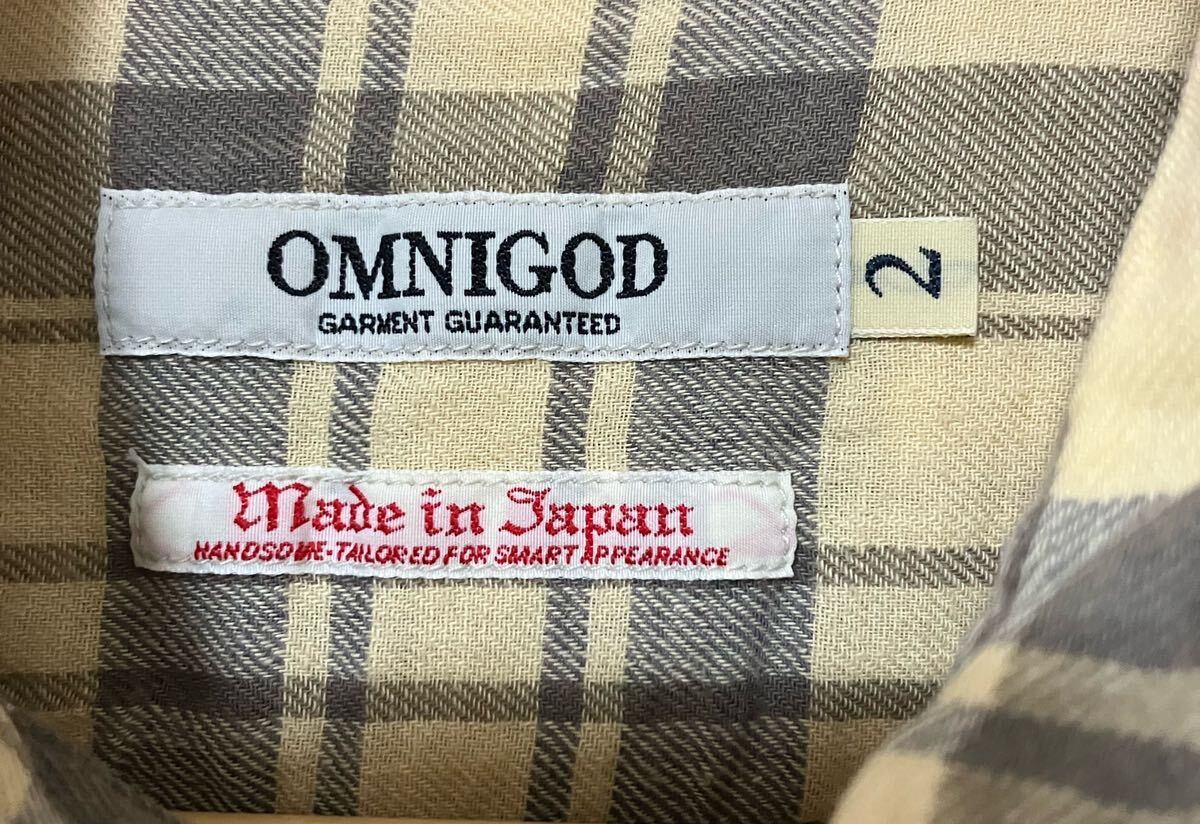 OMNIGOD
GARMENT GUARANTEED
2
Made in Japan
HANDSOME-TAILORED FOR SMART APPEARANCE